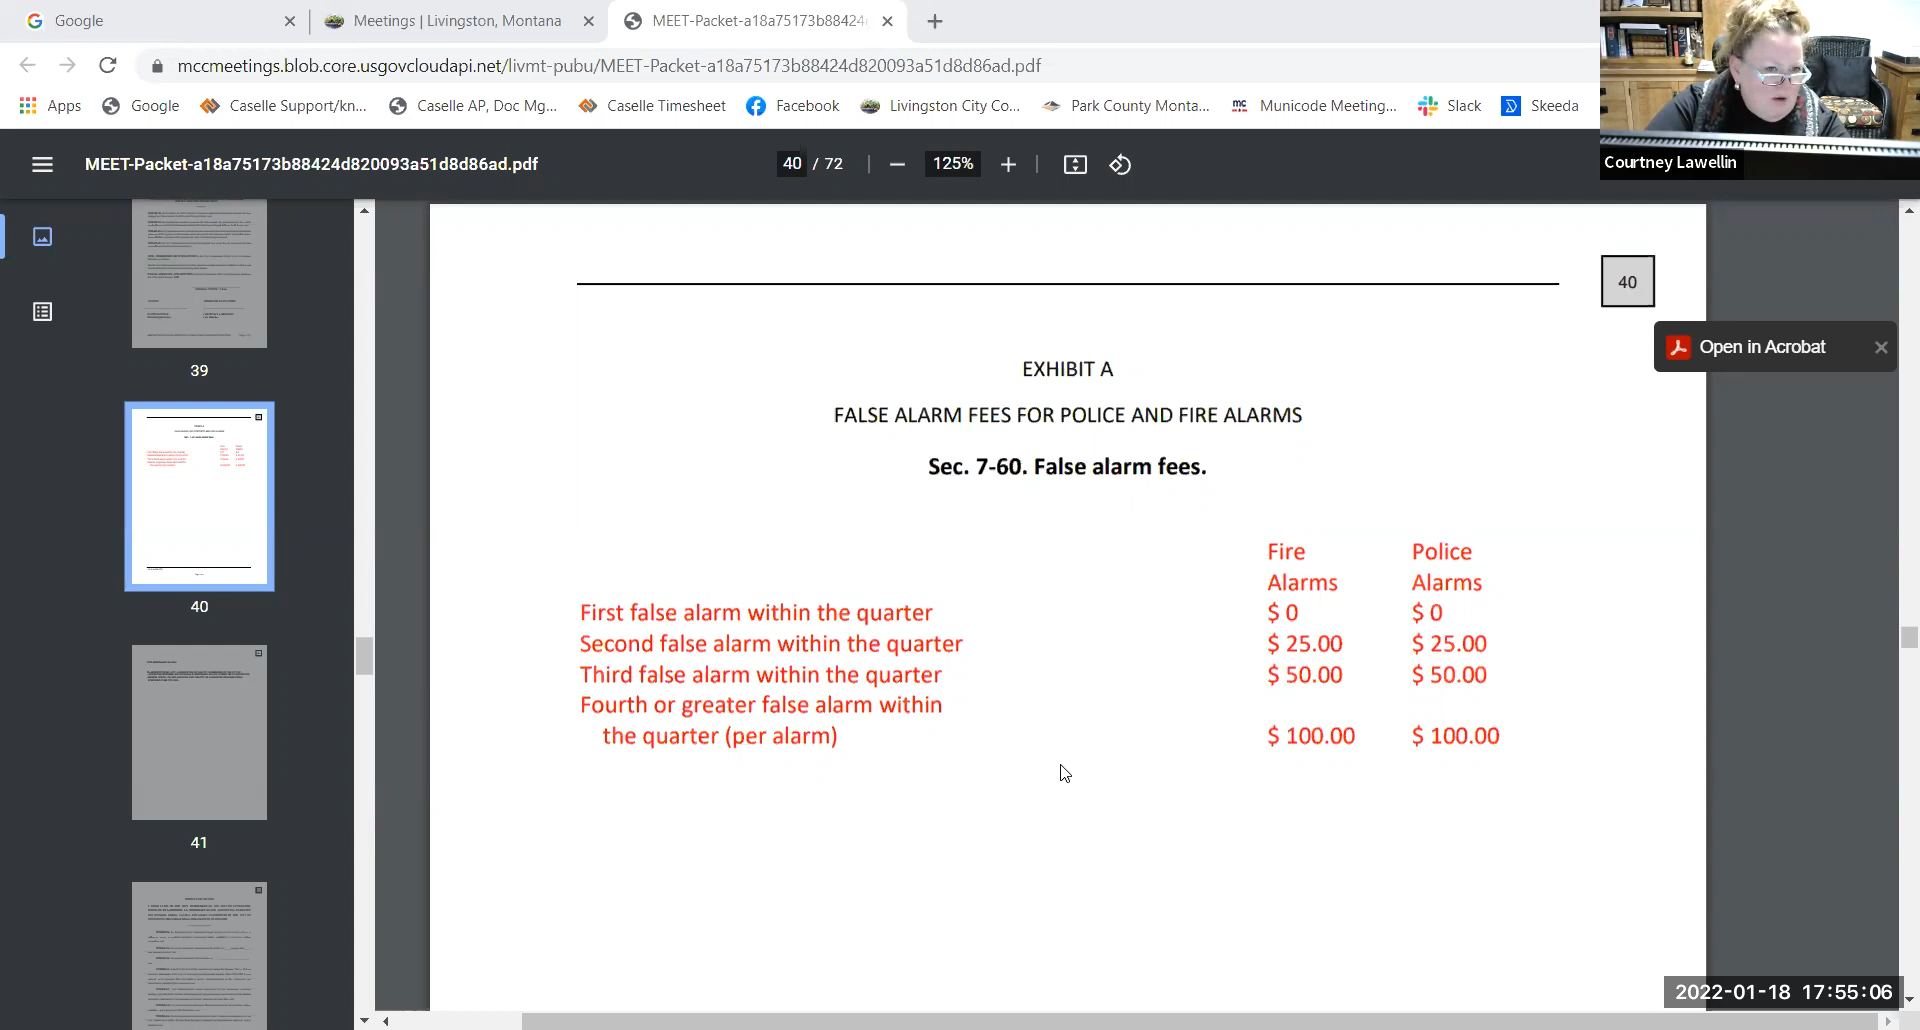 Google
Meetings | Livingston, Montana
MEET-Packet-a18a75173b88424
mccmeetings.blob.core.usgovcloudapi.net/livmt-pubu/MEET-Packet-a18a75173b88424d820093a51d8d86ad.pdf
Apps
Google
Caselle Support/kn...
Caselle AP, Doc Mg...
Caselle Timesheet
Facebook
Livingston City Co...
Park County Monta...
mc
Municode Meeting...
Slack
Skeeda
Courtney Lawellin
MEET-Packet-a18a75173b88424d820093a51d8d86ad.pdf
40 / 72
125%
39
40
41
40
Open in Acrobat
EXHIBIT A
FALSE ALARM FEES FOR POLICE AND FIRE ALARMS
Sec. 7-60. False alarm fees.
Fire Police
Alarms Alarms
First false alarm within the quarter $ 0 $ 0
Second false alarm within the quarter $ 25.00 $ 25.00
Third false alarm within the quarter $ 50.00 $ 50.00
Fourth or greater false alarm within
the quarter (per alarm) $ 100.00 $ 100.00
2022-01-18 17:55:06